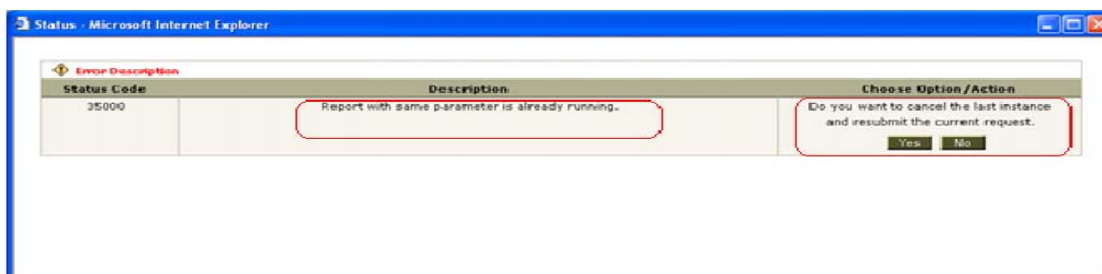 Status - Microsoft Internet Explorer
Error Description
Status Code Description Choose Option/Action
35000 Report with same parameter is already running. Do you want to cancel the last instance
and resubmit the current request.
Yes No